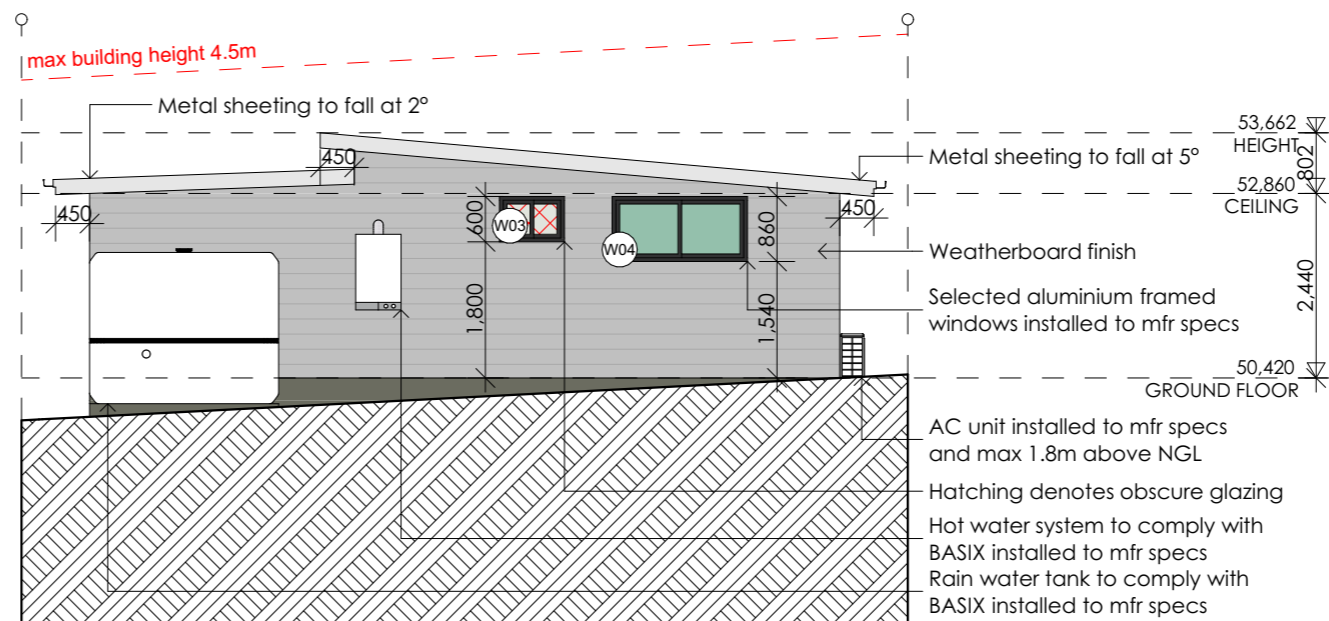 max building height 4.5m
Metal sheeting to fall at 2°
53,662
HEIGHT
802
450
Metal sheeting to fall at 5°
52,860
CEILING
450
450
600
W03
W04
860
Weatherboard finish
2,440
1,800
1,540
Selected aluminium framed
windows installed to mfr specs
50,420
GROUND FLOOR
AC unit installed to mfr specs
and max 1.8m above NGL
Hatching denotes obscure glazing
Hot water system to comply with
BASIX installed to mfr specs
Rain water tank to comply with
BASIX installed to mfr specs